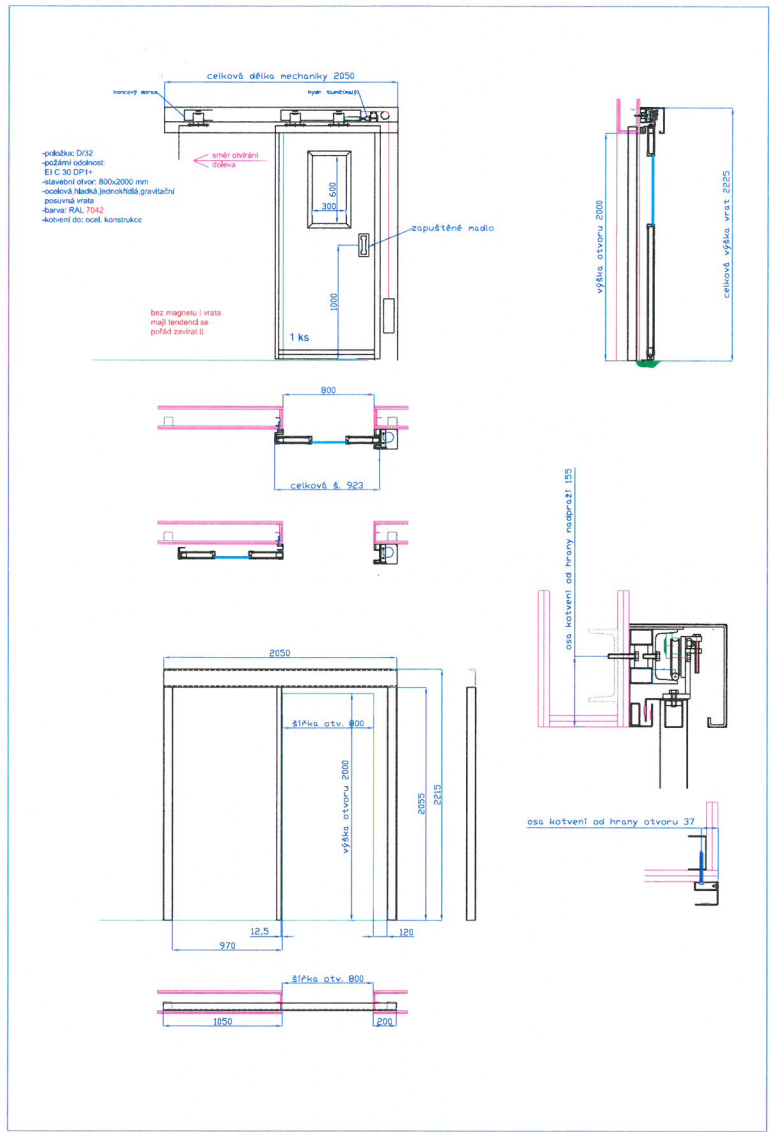 celková délka mechaniky 2050
koncový doraz
hydr. tlumič(malý)
-položka: D/32
-požární odolnost:
EI C 30 DP1+
-stavební otvor: 800x2000 mm
-ocelová,hladká,jednokřídlá,gravitační
posuvná vrata
-barva: RAL 7042
-kotvení do: ocel. konstrukce
směr otvírání
doleva
600
300
zapuštěné madlo
1000
bez magnetu i vrata
mají tendenci se
pořád zavírat !!
1 ks
výška otvoru 2000
celková výška vrat 2225
800
celková š. 923
osa kotvení od hrany nadpraží 155
2050
šířka otv. 800
výška otvoru 2000
2055
2215
12,5
120
970
osa kotvení od hrany otvoru 37
šířka otv. 800
1050
200